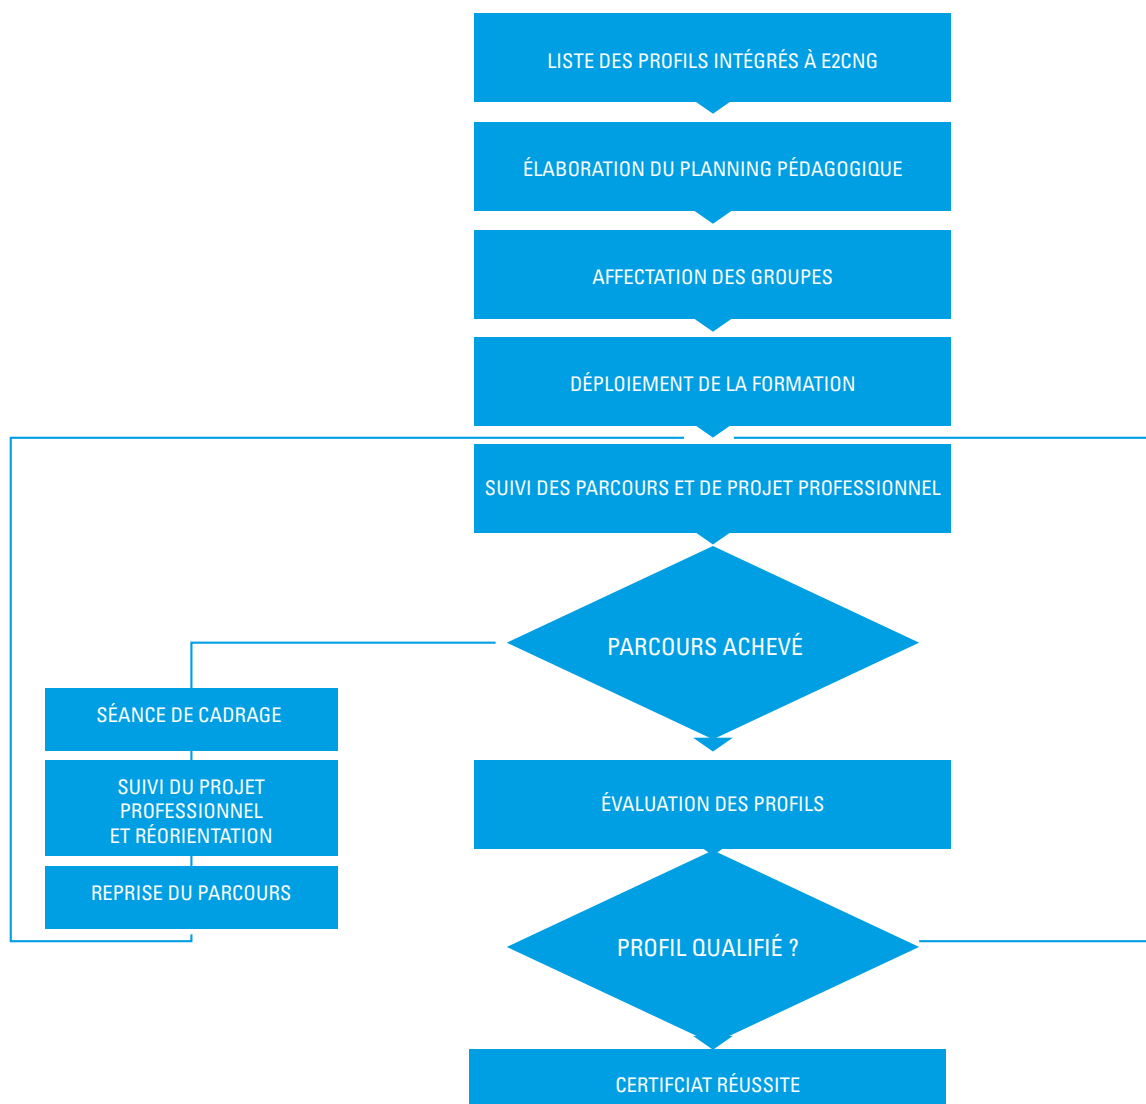 LISTE DES PROFILS INTÉGRÉS À E2CNG
ÉLABORATION DU PLANNING PÉDAGOGIQUE
AFFECTATION DES GROUPES
DÉPLOIEMENT DE LA FORMATION
SUIVI DES PARCOURS ET DE PROJET PROFESSIONNEL
PARCOURS ACHEVÉ
SÉANCE DE CADRAGE
SUIVI DU PROJET
PROFESSIONNEL
ET RÉORIENTATION
REPRISE DU PARCOURS
ÉVALUATION DES PROFILS
PROFIL QUALIFIÉ ?
CERTIFCIAT RÉUSSITE